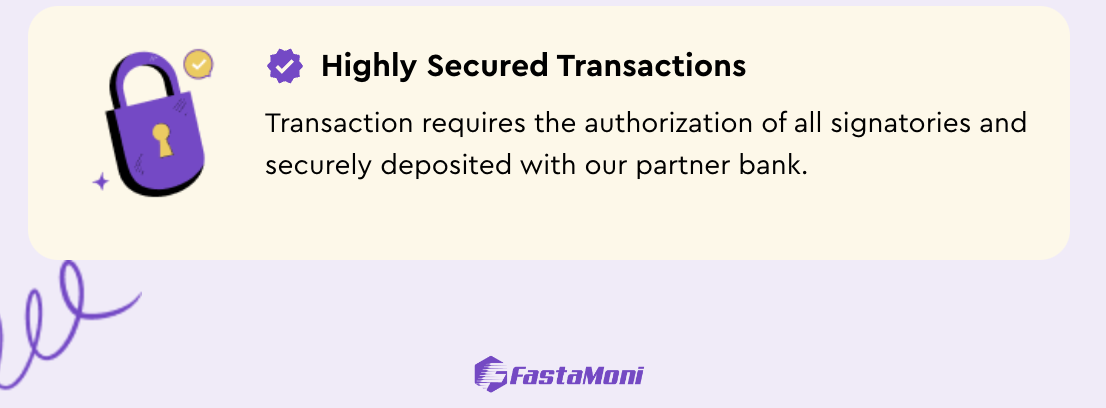 Highly Secured Transactions
Transaction requires the authorization of all signatories and
securely deposited with our partner bank.
FastaMoni